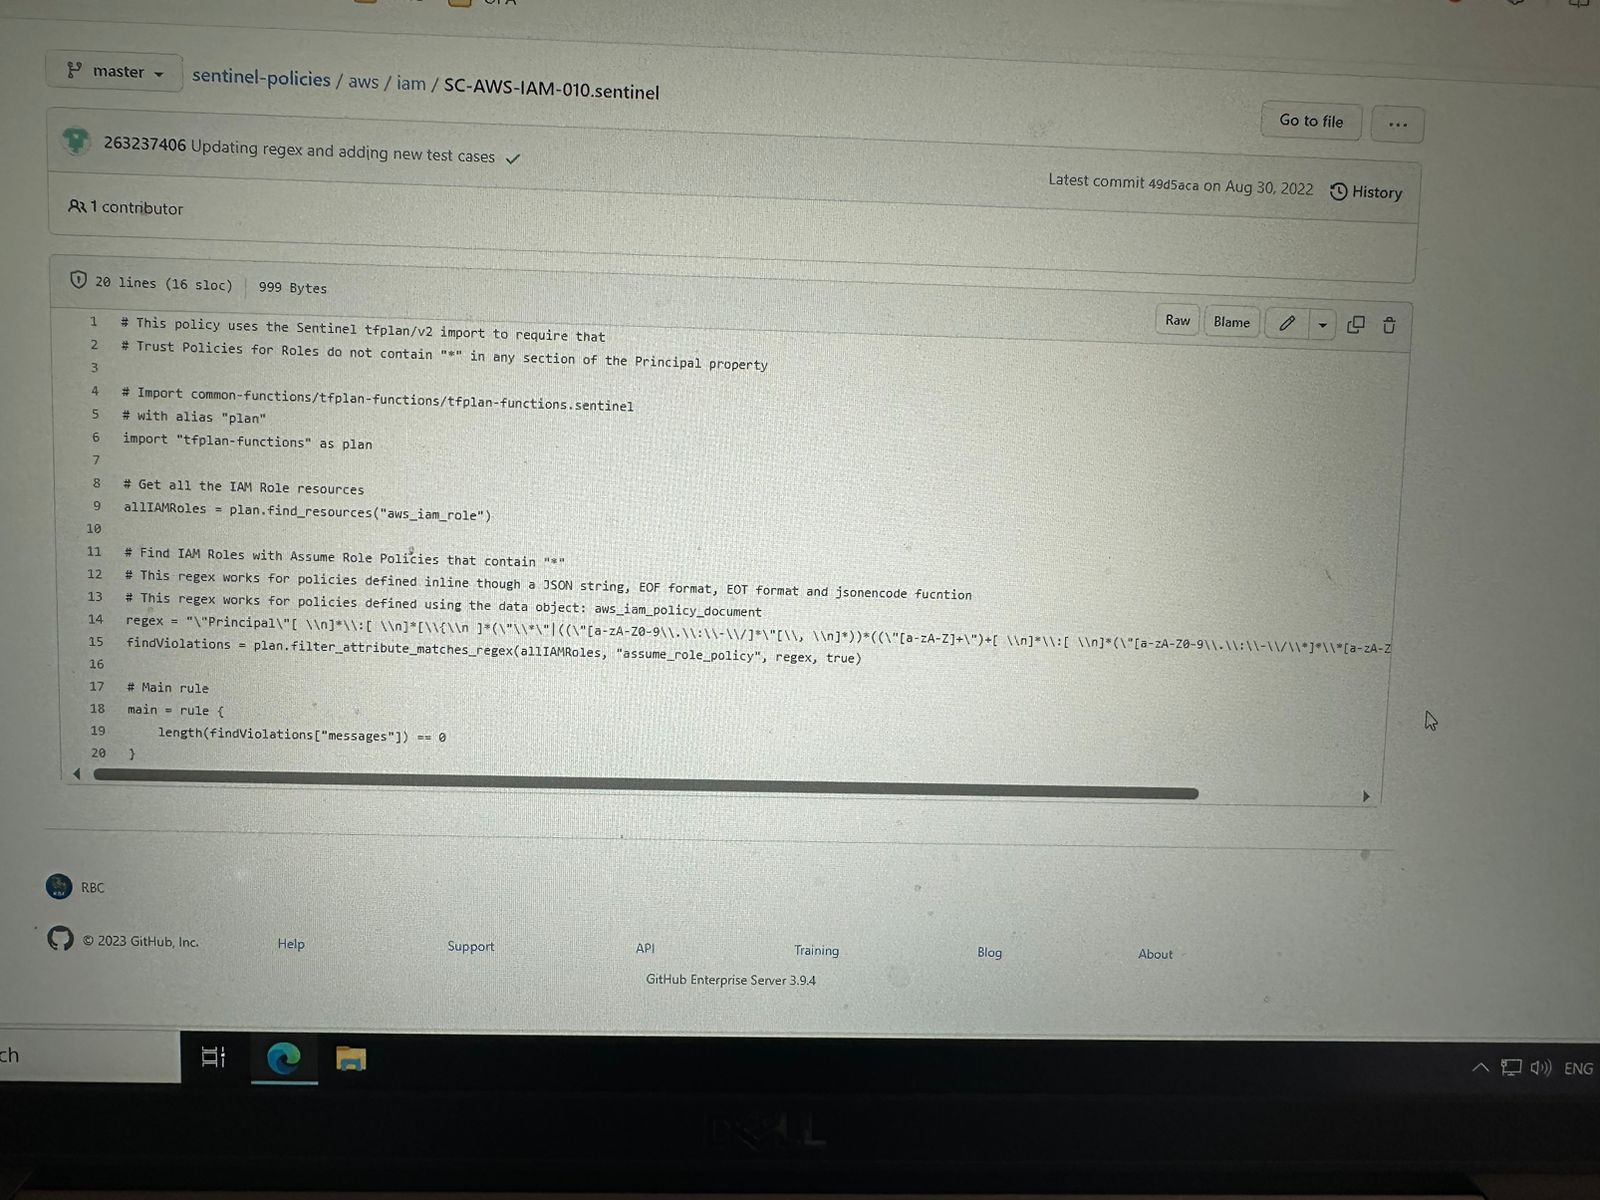 master
sentinel-policies / aws / iam / SC-AWS-IAM-010.sentinel
Go to file
...
263237406 Updating regex and adding new test cases
Latest commit 49d5aca on Aug 30, 2022 History
1 contributor
20 lines (16 sloc) 999 Bytes
Raw Blame
1 # This policy uses the Sentinel tfplan/v2 import to require that
2 # Trust Policies for Roles do not contain "*" in any section of the Principal property
3
4 # Import common-functions/tfplan-functions/tfplan-functions.sentinel
5 # with alias "plan"
6 import "tfplan-functions" as plan
7
8 # Get all the IAM Role resources
9 allIAMRoles = plan.find_resources("aws_iam_role")
10
11 # Find IAM Roles with Assume Role Policies that contain "*"
12 # This regex works for policies defined inline though a JSON string, EOF format, EOT format and jsonencode fucntion
13 # This regex works for policies defined using the data object: aws_iam_policy_document
14 regex = "\"Principal\"[ \\n]*\\:[ \\n]*[\\{\\n ]*(\"\\*\"|((\"[a-zA-Z0-9\\.\\:\\-\\/]*\"[\\, \\n]*))*((\"[a-zA-Z]+\")+[ \\n]*\\:[ \\n]*(\"[a-zA-Z0-9\\.\\:\\-\\/\\*]*\\*[a-zA-Z
15 findViolations = plan.filter_attribute_matches_regex(allIAMRoles, "assume_role_policy", regex, true)
16
17 # Main rule
18 main = rule {
19 length(findViolations["messages"]) == 0
20 }
RBC
© 2023 GitHub, Inc. Help Support API Training Blog About
GitHub Enterprise Server 3.9.4
ch
ENG
DELL